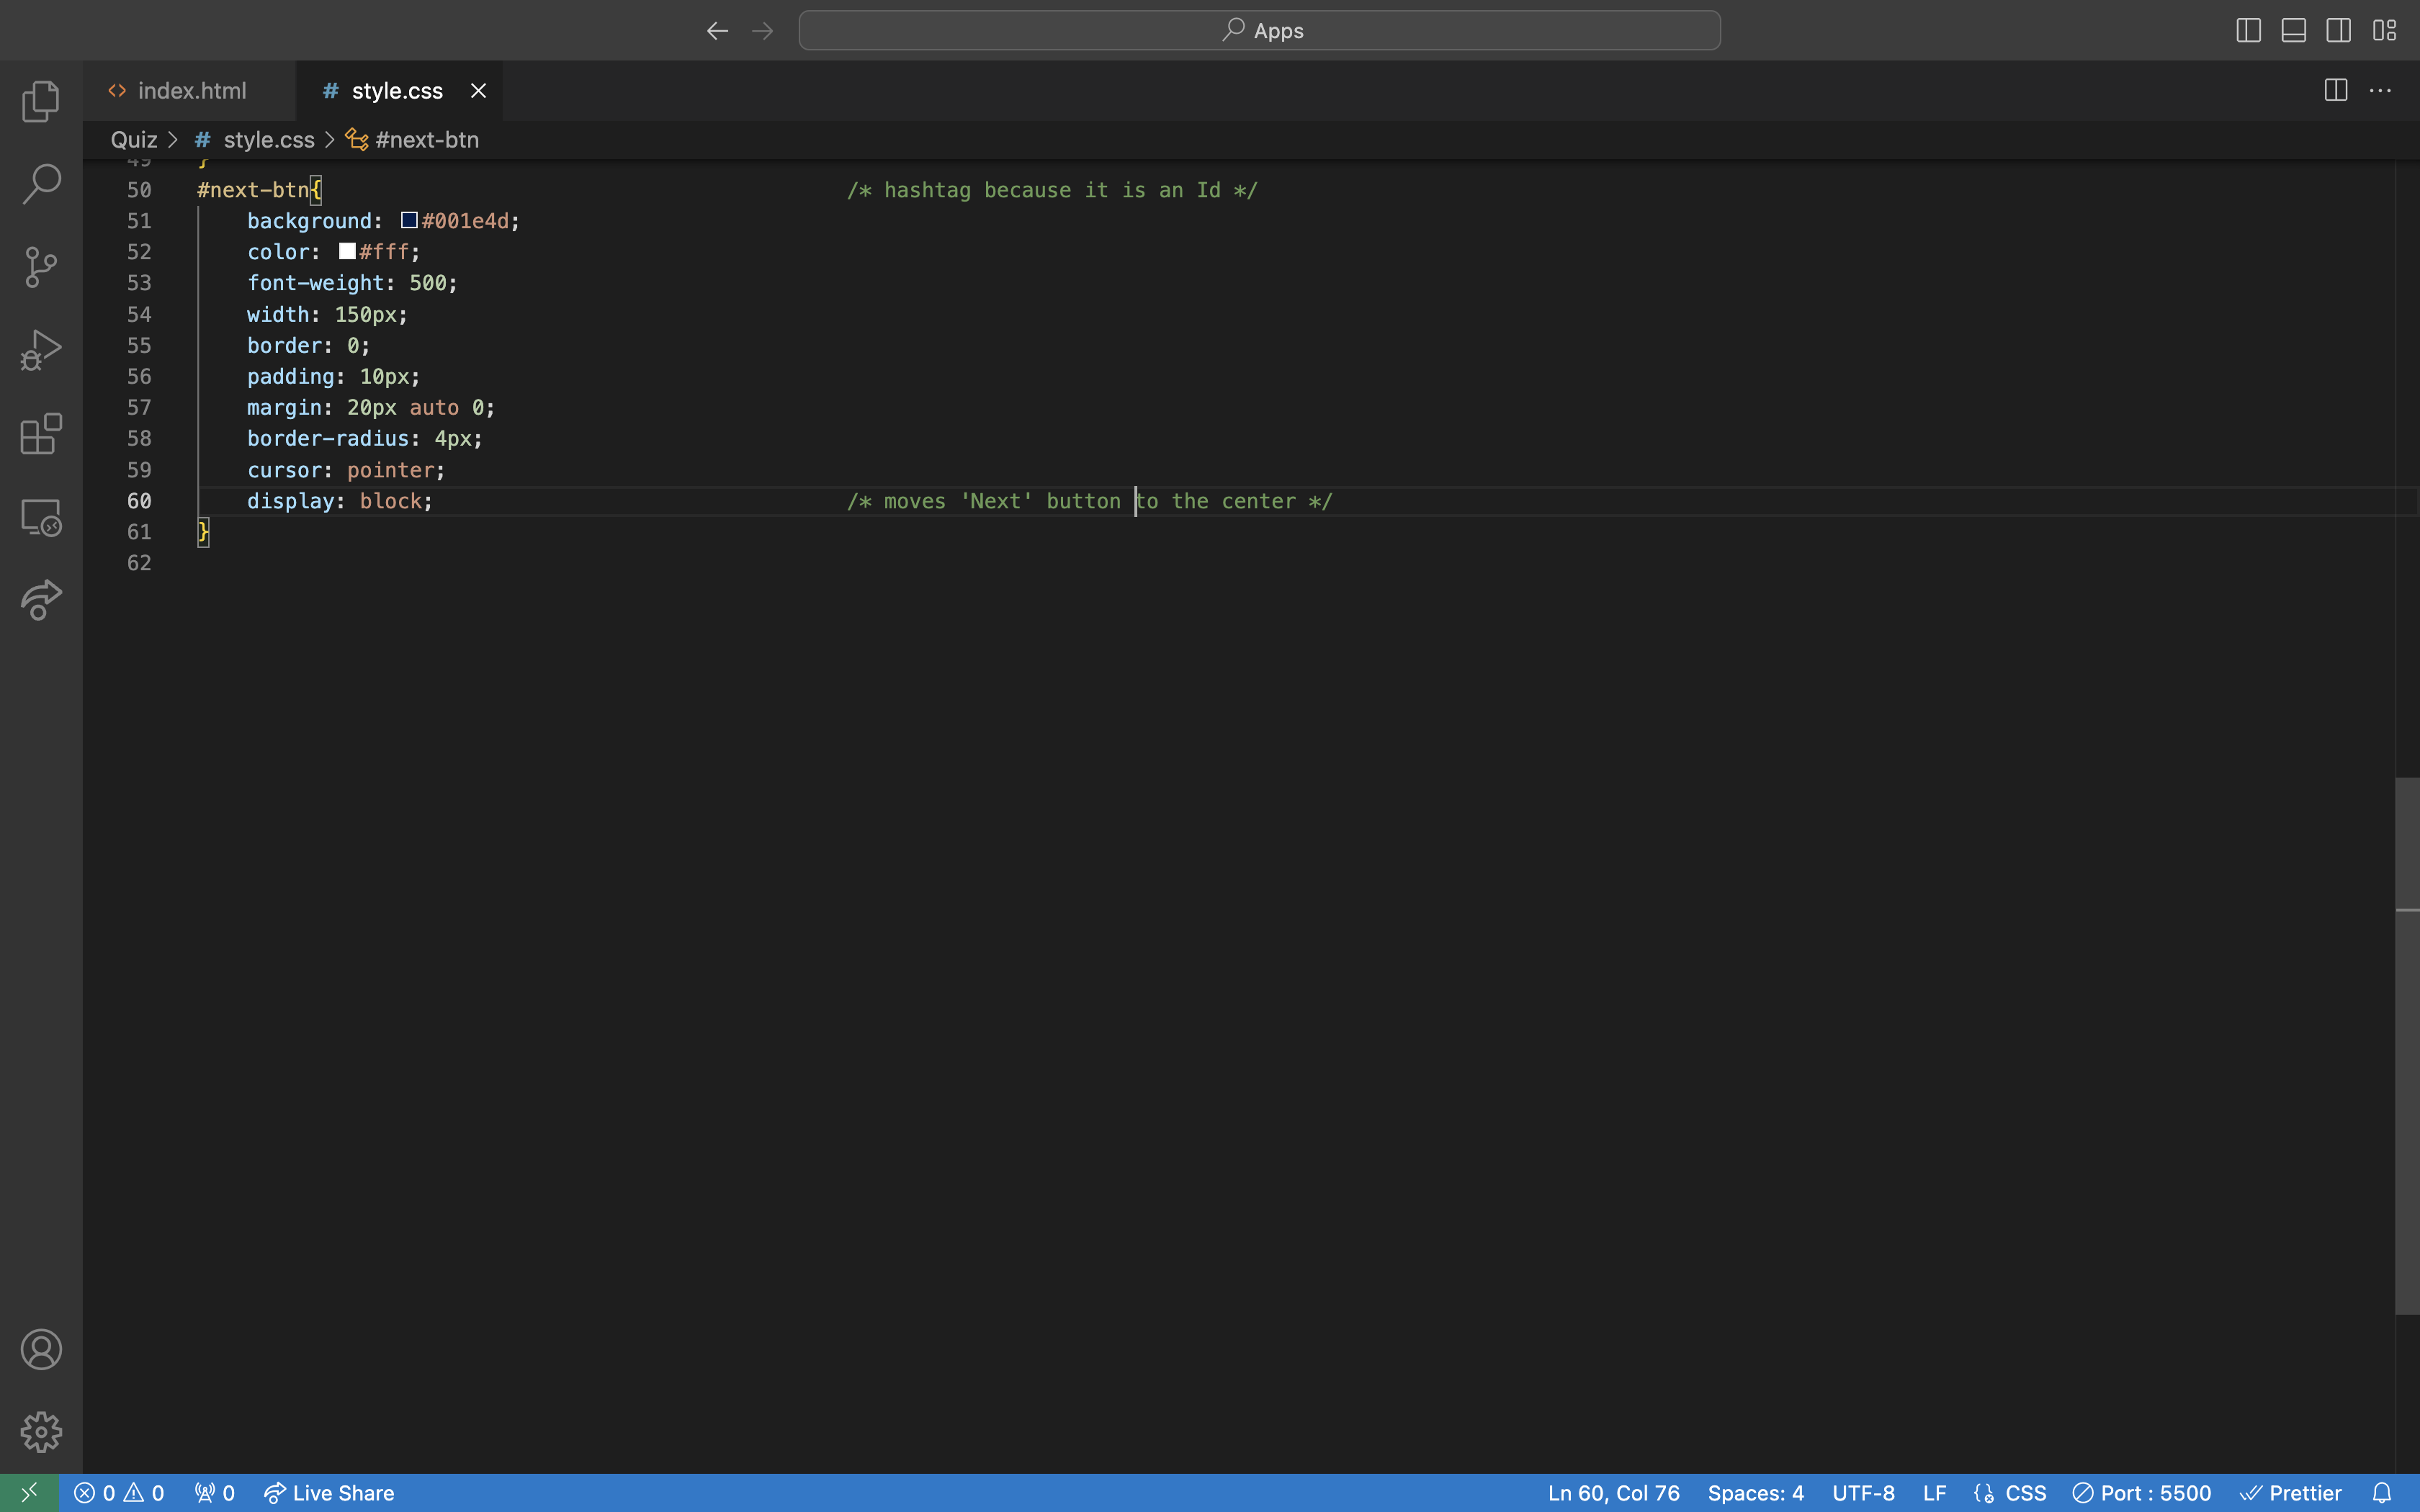 Apps
index.html
# style.css
Quiz > # style.css > #next-btn
49 }
50 #next-btn{ /* hashtag because it is an Id */
51 background: #001e4d;
52 color: #fff;
53 font-weight: 500;
54 width: 150px;
55 border: 0;
56 padding: 10px;
57 margin: 20px auto 0;
58 border-radius: 4px;
59 cursor: pointer;
60 display: block; /* moves 'Next' button to the center */
61 }
62
0 0 0 Live Share Ln 60, Col 76 Spaces: 4 UTF-8 LF CSS Port : 5500 Prettier